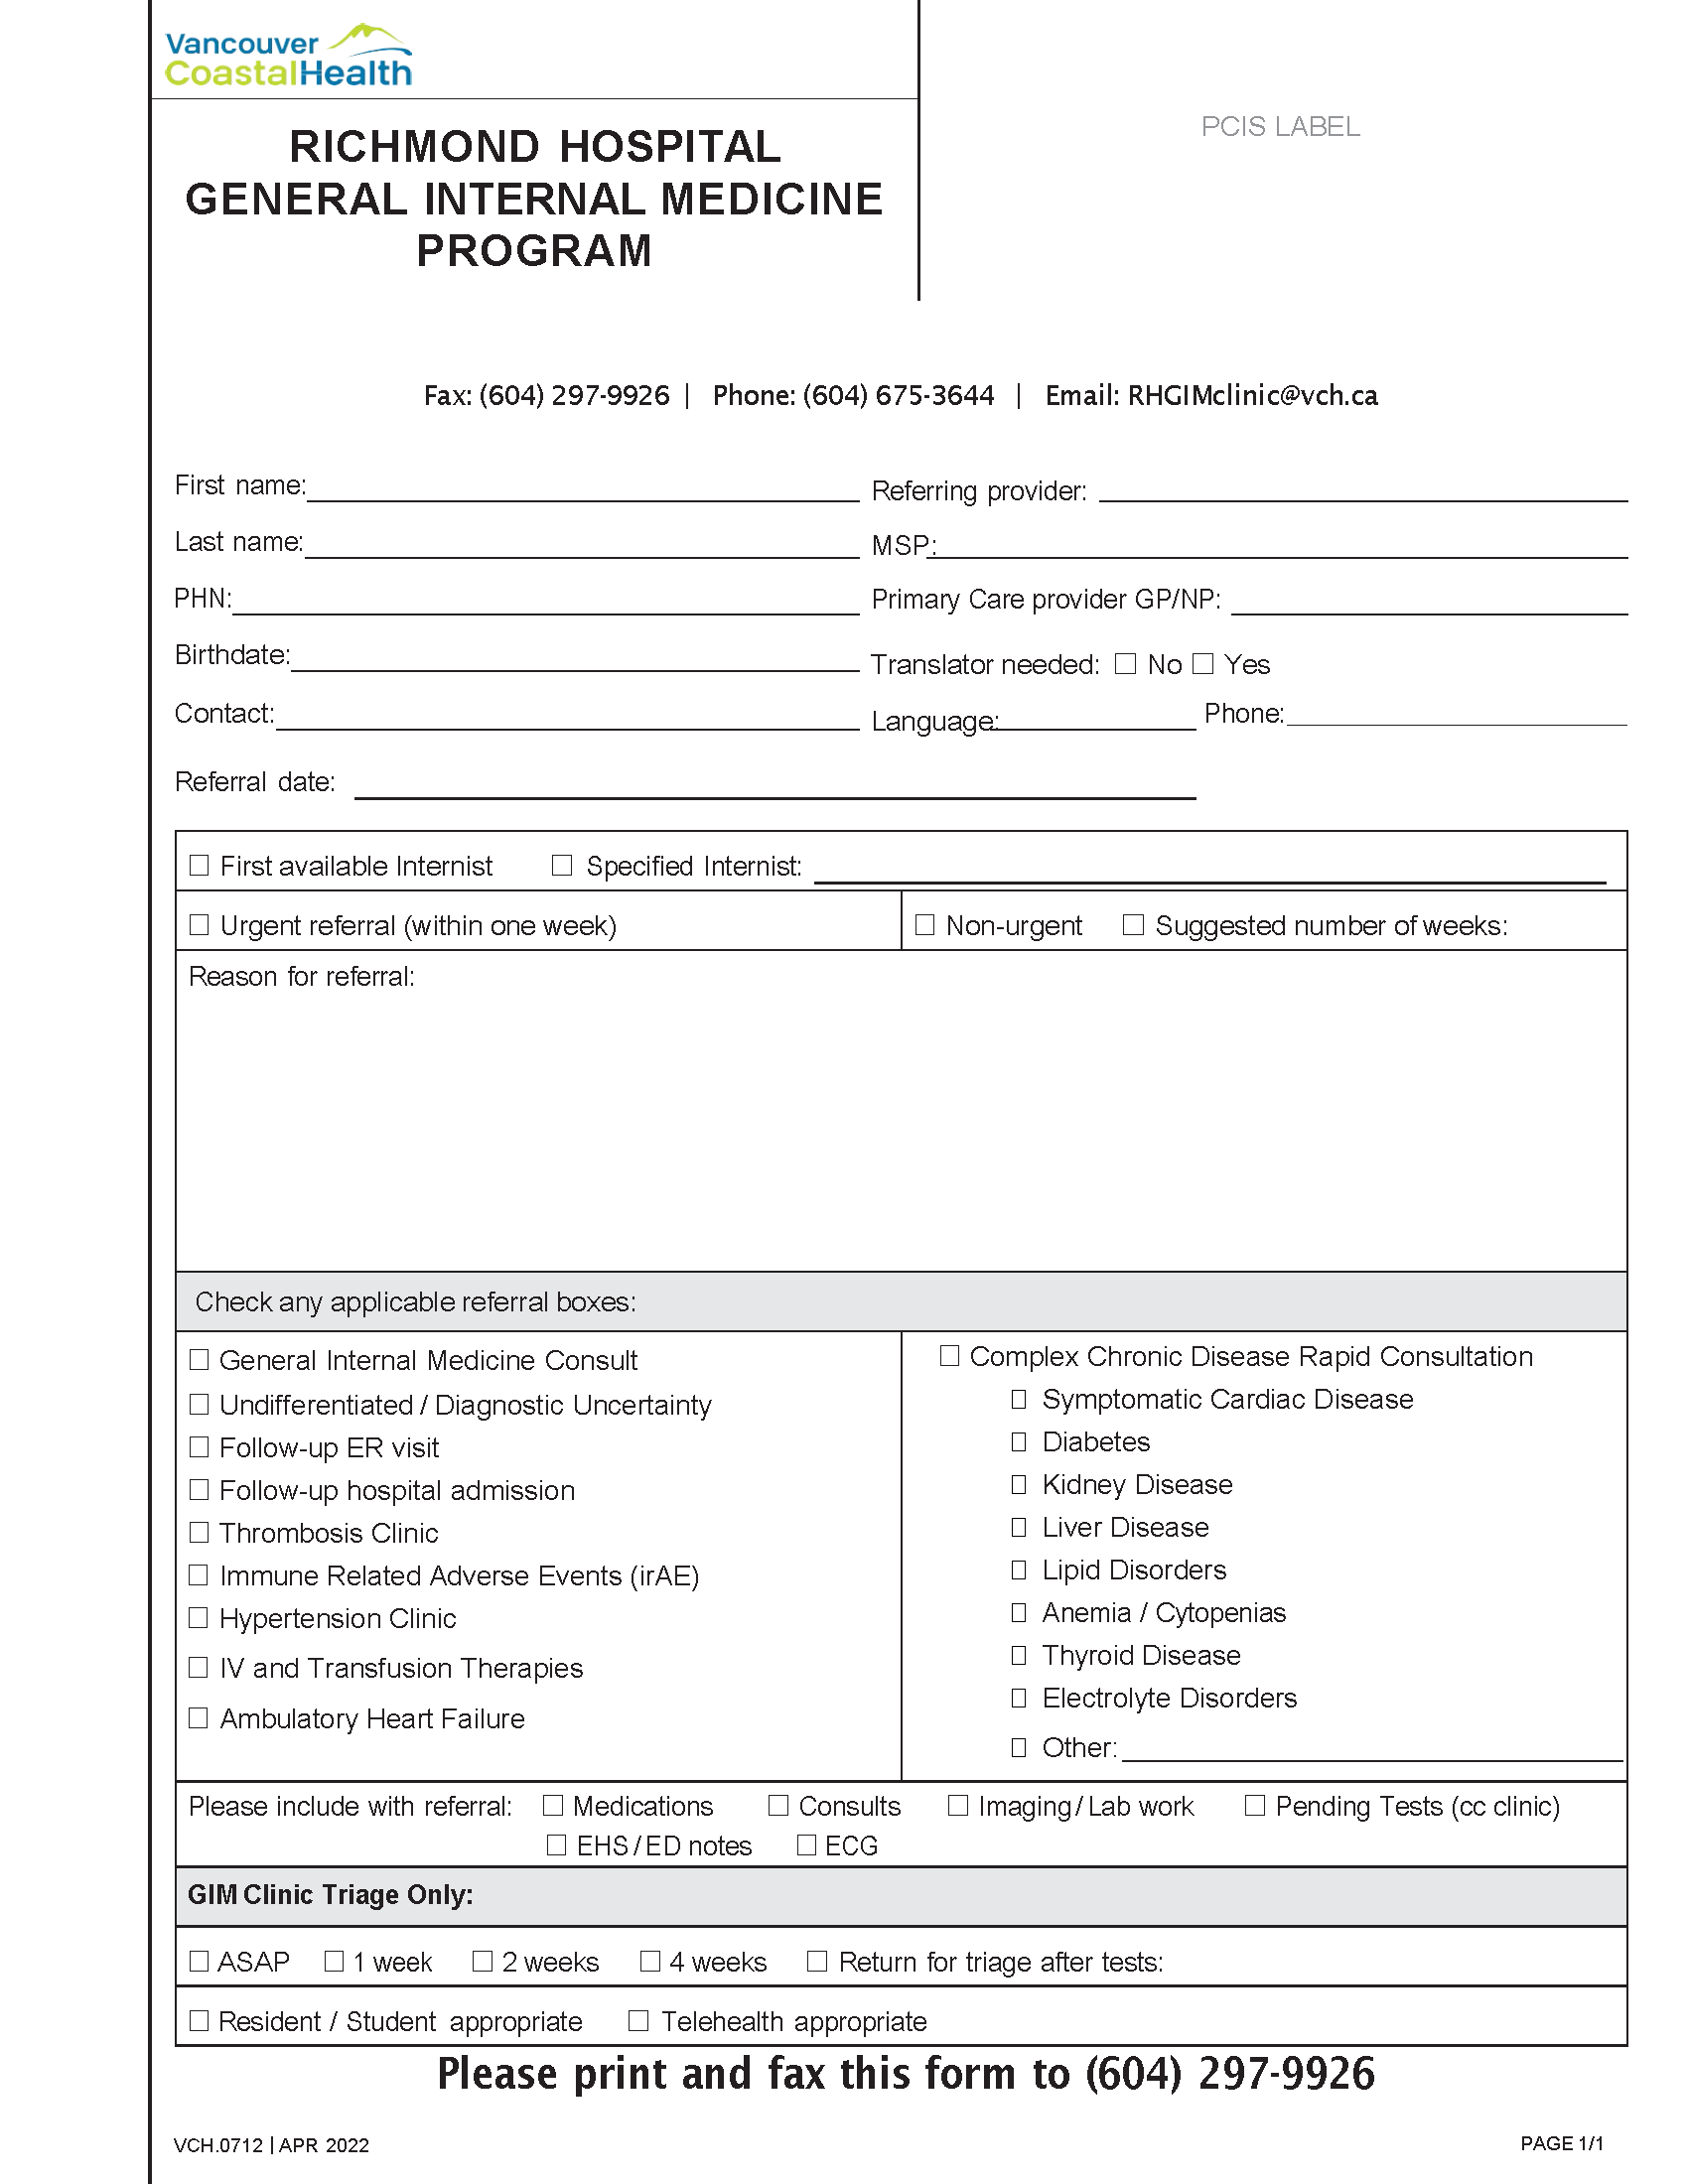 Vancouver
CoastalHealth
PCIS LABEL
RICHMOND HOSPITAL
GENERAL INTERNAL MEDICINE
PROGRAM
Fax: (604) 297-9926 | Phone: (604) 675-3644 | Email: RHGIMclinic@vch.ca
First name: Referring provider:
Last name: MSP:
PHN: Primary Care provider GP/NP:
Birthdate: Translator needed: ☐ No ☐ Yes
Contact: Language: Phone:
Referral date:
☐ First available Internist ☐ Specified Internist:
☐ Urgent referral (within one week) ☐ Non-urgent ☐ Suggested number of weeks:
Reason for referral:
Check any applicable referral boxes:
☐ General Internal Medicine Consult
☐ Undifferentiated / Diagnostic Uncertainty
☐ Follow-up ER visit
☐ Follow-up hospital admission
☐ Thrombosis Clinic
☐ Immune Related Adverse Events (irAE)
☐ Hypertension Clinic
☐ IV and Transfusion Therapies
☐ Ambulatory Heart Failure
☐ Complex Chronic Disease Rapid Consultation
☐ Symptomatic Cardiac Disease
☐ Diabetes
☐ Kidney Disease
☐ Liver Disease
☐ Lipid Disorders
☐ Anemia / Cytopenias
☐ Thyroid Disease
☐ Electrolyte Disorders
☐ Other:
Please include with referral: ☐ Medications ☐ Consults ☐ Imaging / Lab work ☐ Pending Tests (cc clinic)
☐ EHS / ED notes ☐ ECG
GIM Clinic Triage Only:
☐ ASAP ☐ 1 week ☐ 2 weeks ☐ 4 weeks ☐ Return for triage after tests:
☐ Resident / Student appropriate ☐ Telehealth appropriate
Please print and fax this form to (604) 297-9926
VCH.0712 | APR 2022 PAGE 1/1